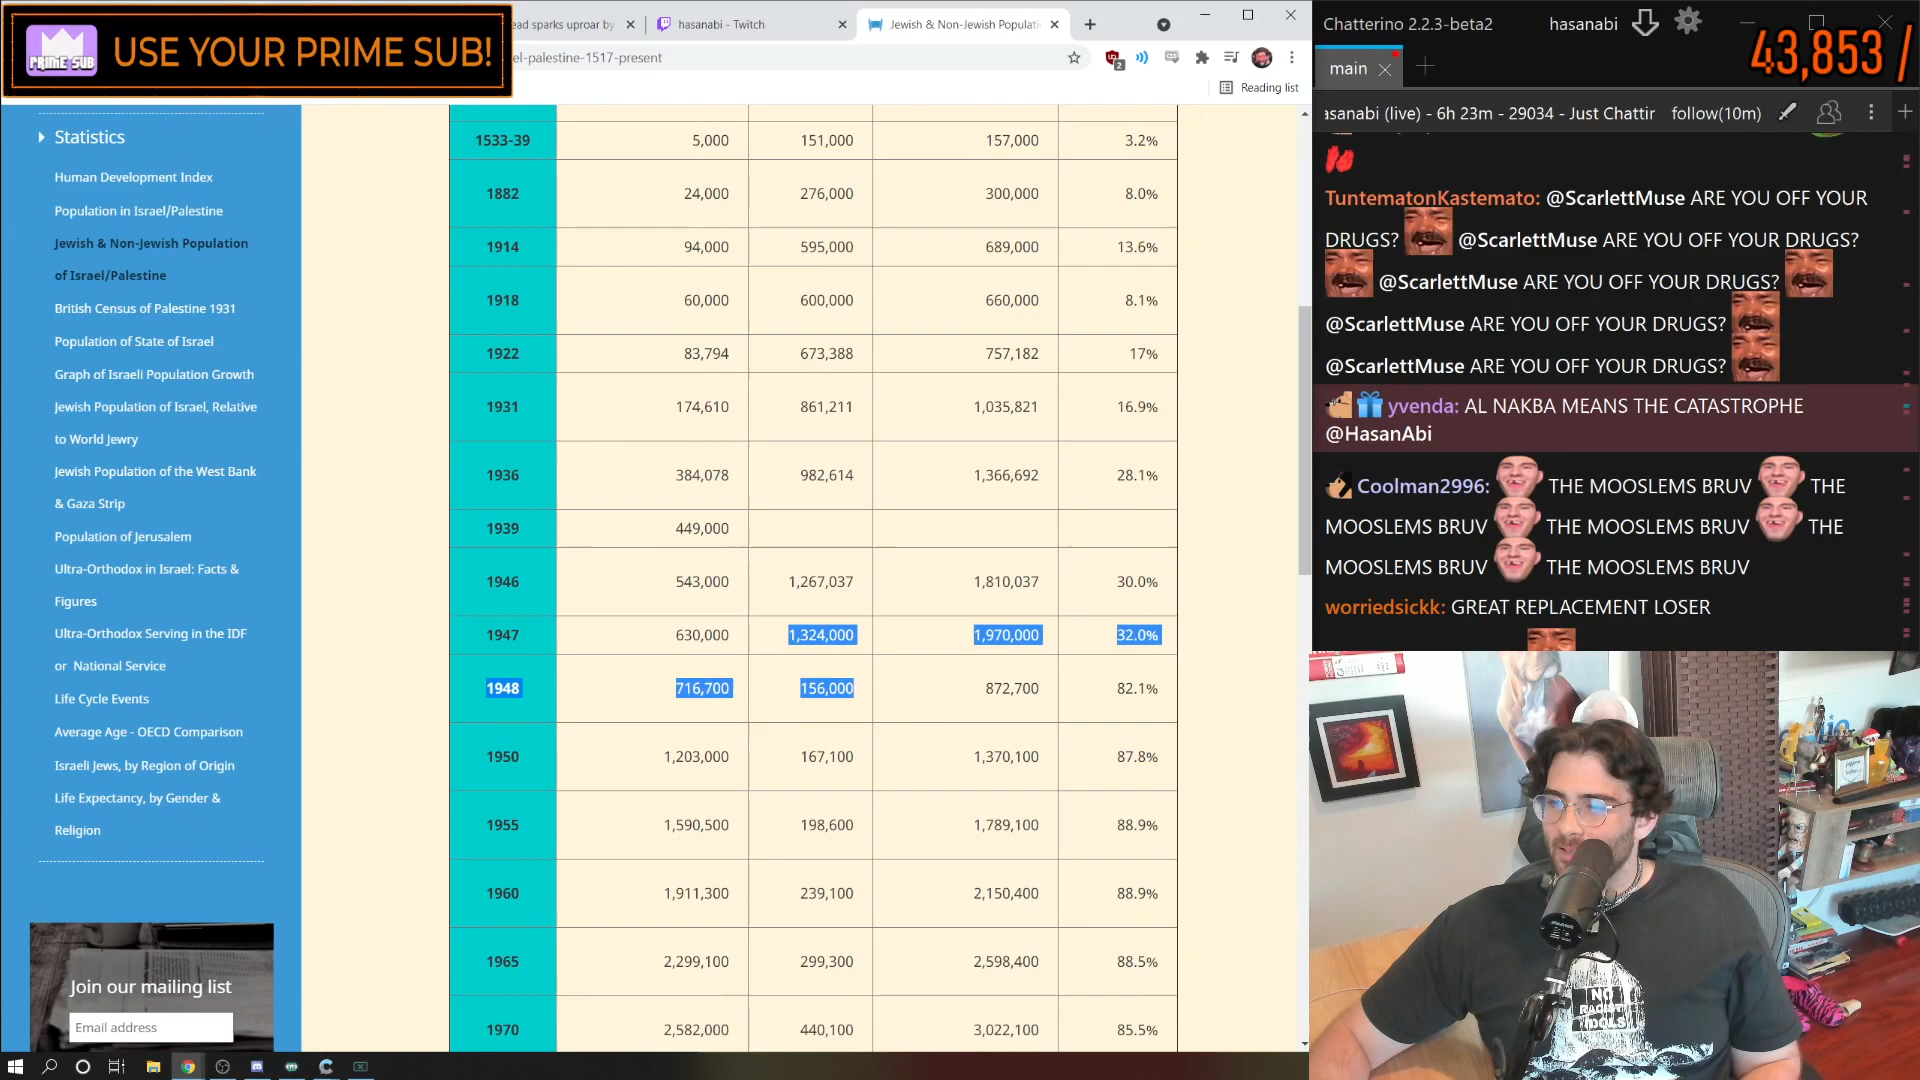 PRIME SUB
USE YOUR PRIME SUB!
ead sparks uproar by
hasanabi - Twitch
Jewish & Non-Jewish Populati
el-palestine-1517-present
2
Reading list
Statistics
Human Development Index
Population in Israel/Palestine
Jewish & Non-Jewish Population
of Israel/Palestine
British Census of Palestine 1931
Population of State of Israel
Graph of Israeli Population Growth
Jewish Population of Israel, Relative
to World Jewry
Jewish Population of the West Bank
& Gaza Strip
Population of Jerusalem
Ultra-Orthodox in Israel: Facts &
Figures
Ultra-Orthodox Serving in the IDF
or National Service
Life Cycle Events
Average Age - OECD Comparison
Israeli Jews, by Region of Origin
Life Expectancy, by Gender &
Religion
Join our mailing list
Email address
1533-39 5,000 151,000 157,000 3.2%
1882 24,000 276,000 300,000 8.0%
1914 94,000 595,000 689,000 13.6%
1918 60,000 600,000 660,000 8.1%
1922 83,794 673,388 757,182 17%
1931 174,610 861,211 1,035,821 16.9%
1936 384,078 982,614 1,366,692 28.1%
1939 449,000
1946 543,000 1,267,037 1,810,037 30.0%
1947 630,000 1,324,000 1,970,000 32.0%
1948 716,700 156,000 872,700 82.1%
1950 1,203,000 167,100 1,370,100 87.8%
1955 1,590,500 198,600 1,789,100 88.9%
1960 1,911,300 239,100 2,150,400 88.9%
1965 2,299,100 299,300 2,598,400 88.5%
1970 2,582,000 440,100 3,022,100 85.5%
Chatterino 2.2.3-beta2
hasanabi
43,853 /
main
asanabi (live) - 6h 23m - 29034 - Just Chattir
follow(10m)
TuntematonKastemato: @ScarlettMuse ARE YOU OFF YOUR
DRUGS? @ScarlettMuse ARE YOU OFF YOUR DRUGS?
@ScarlettMuse ARE YOU OFF YOUR DRUGS?
@ScarlettMuse ARE YOU OFF YOUR DRUGS?
@ScarlettMuse ARE YOU OFF YOUR DRUGS?
yvenda: AL NAKBA MEANS THE CATASTROPHE
@HasanAbi
Coolman2996: THE MOOSLEMS BRUV THE
MOOSLEMS BRUV THE MOOSLEMS BRUV THE
MOOSLEMS BRUV THE MOOSLEMS BRUV
worriedsickk: GREAT REPLACEMENT LOSER
NO
RACIST
IDOLS